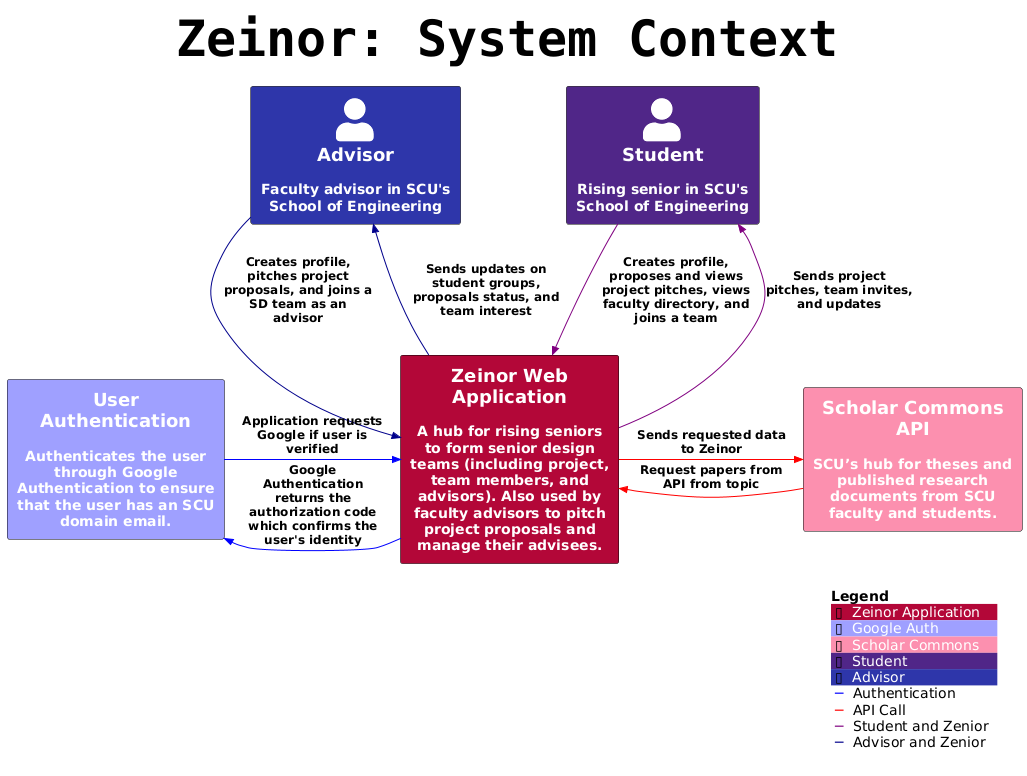 Zeinor: System Context
Advisor
Faculty advisor in SCU's
School of Engineering
Student
Rising senior in SCU's
School of Engineering
Creates profile,
pitches project
proposals, and joins a
SD team as an
advisor
Sends updates on
student groups,
proposals status, and
team interest
Creates profile,
proposes and views
project pitches, views
faculty directory, and
joins a team
Sends project
pitches, team invites,
and updates
User
Authentication
Authenticates the user
through Google
Authentication to ensure
that the user has an SCU
domain email.
Application requests
Google if user is
verified
Google
Authentication
returns the
authorization code
which confirms the
user's identity
Zeinor Web
Application
A hub for rising seniors
to form senior design
teams (including project,
team members, and
advisors). Also used by
faculty advisors to pitch
project proposals and
manage their advisees.
Sends requested data
to Zeinor
Request papers from
API from topic
Scholar Commons
API
SCU’s hub for theses and
published research
documents from SCU
faculty and students.
Legend
Zeinor Application
Google Auth
Scholar Commons
Student
Advisor
Authentication
API Call
Student and Zenior
Advisor and Zenior